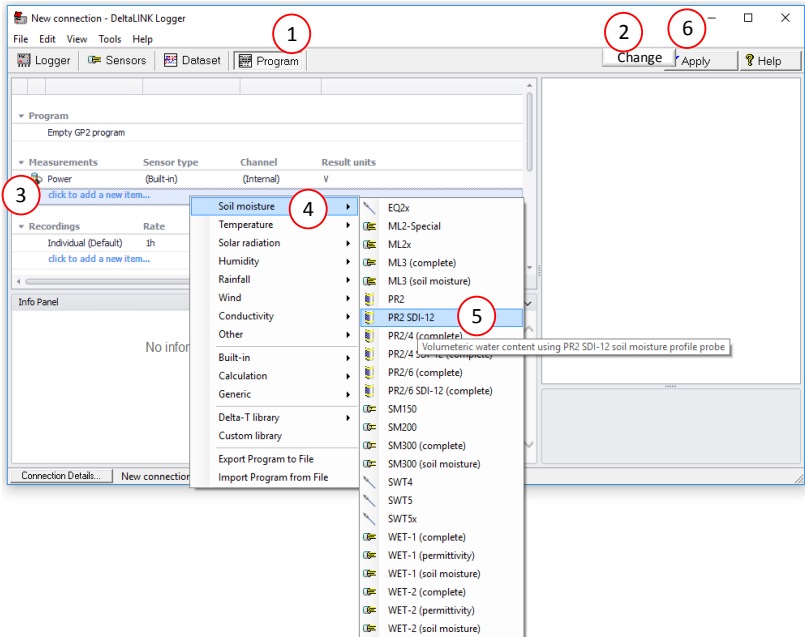 New connection - DeltaLINK Logger
File Edit View Tools Help
1
2
6
Logger Sensors Dataset Program
Change Apply Help
Program
Empty GP2 program
Measurements Sensor type Channel Result units
Power (Built-in) (Internal) V
3
click to add a new item...
Recordings Rate
Individual (Default) 1h
click to add a new item...
Info Panel
No infor
Connection Details... New connection
Soil moisture
4
Temperature
Solar radiation
Humidity
Rainfall
Wind
Conductivity
Other
Built-in
Calculation
Generic
Delta-T library
Custom library
Export Program to File
Import Program from File
EQ2x
ML2-Special
ML2x
ML3 (complete)
ML3 (soil moisture)
PR2
PR2 SDI-12
5
PR2/4 (complete)
Volumeteric water content using PR2 SDI-12 soil moisture profile probe
PR2/4 SDI-12 (complete)
PR2/6 (complete)
PR2/6 SDI-12 (complete)
SM150
SM200
SM300 (complete)
SM300 (soil moisture)
SWT4
SWT5
SWT5x
WET-1 (complete)
WET-1 (permittivity)
WET-1 (soil moisture)
WET-2 (complete)
WET-2 (permittivity)
WET-2 (soil moisture)